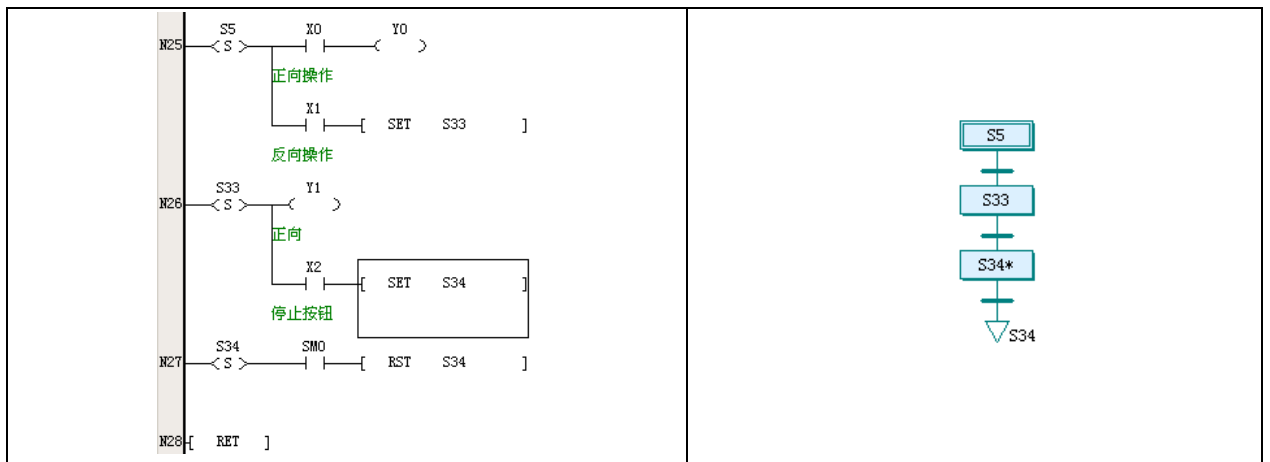 S5 X0 Y0
N25 S
正向操作
X1
SET S33
反向操作
S33 Y1
N26 S
正向
X2
SET S34
停止按钮
S34 SM0
N27 S RST S34
N28 RET
S5
S33
S34*
S34